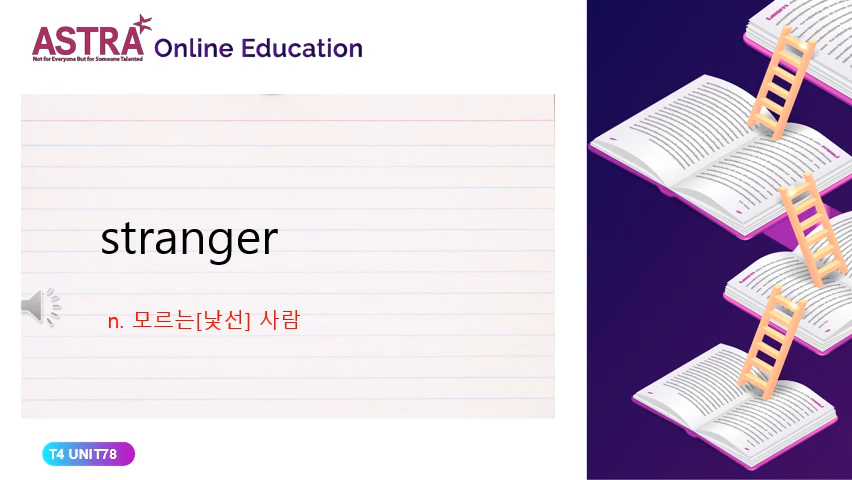 ASTRA
Not for Everyone But for Someone Talented
Online Education
stranger
n. 모르는[낯선] 사람
T4 UNIT78